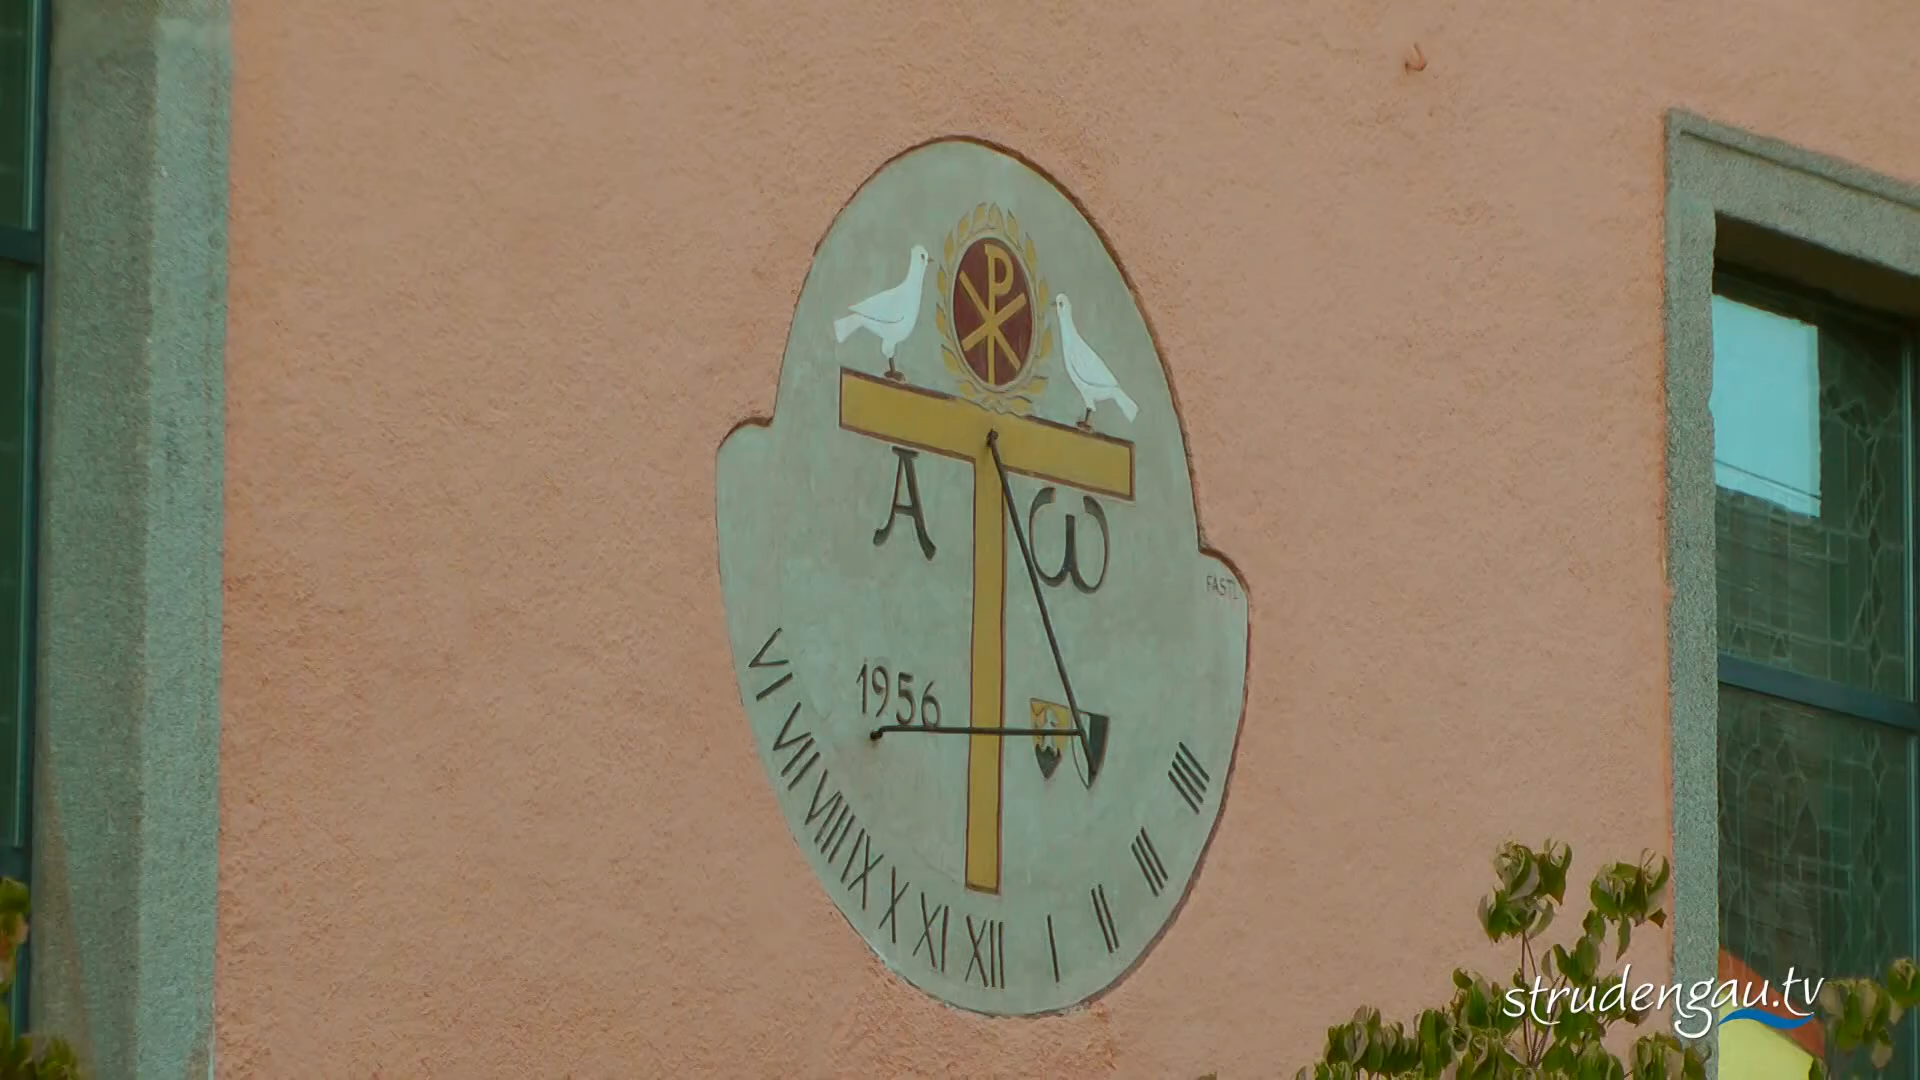 ☧
Α ω
FASTL
1956
VI VII VIII IX X XI XII I II III IIII
strudengau.tv